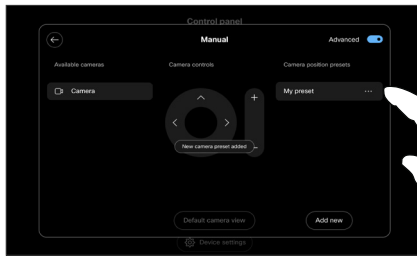 Control panel
Manual
Advanced
Available cameras
Camera controls
Camera position presets
Camera
My preset
New camera preset added
Default camera view
Add new
Device settings